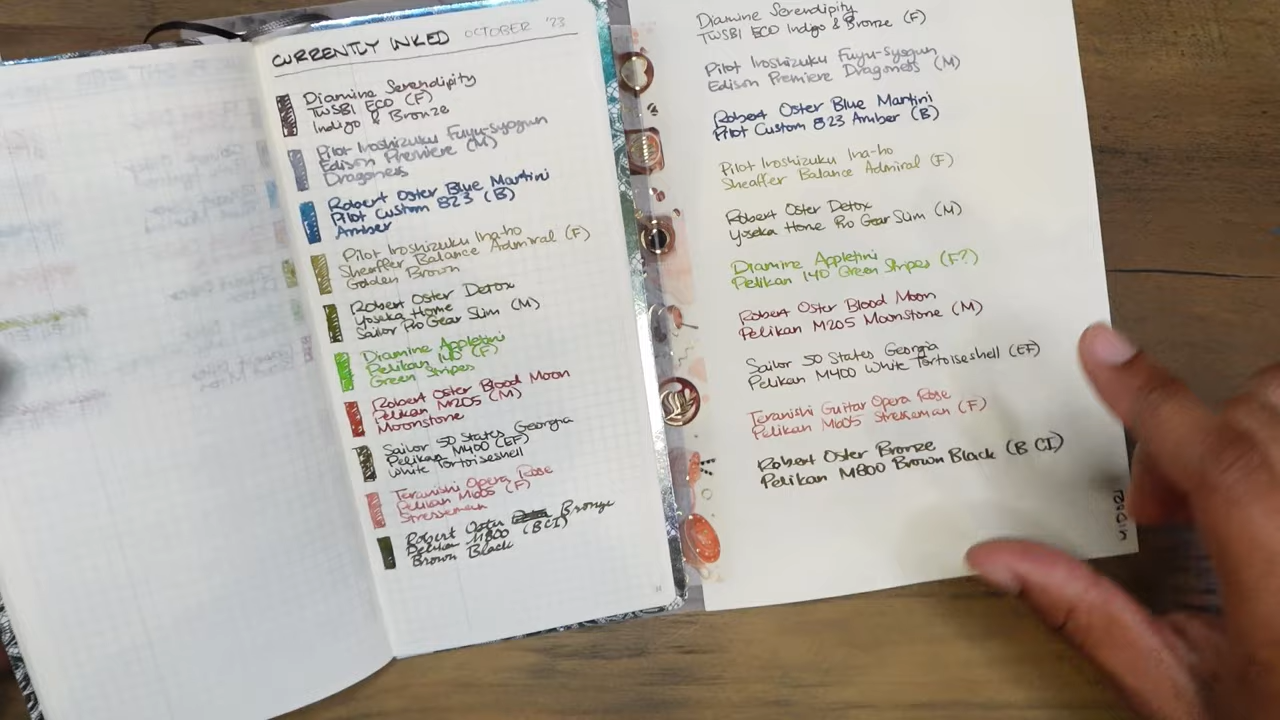 CURRENTLY INKED OCTOBER '23
Diamine Serendipity
TWSBI ECO (F)
Indigo & Bronze
Pilot Iroshizuku Fuyu-syogun
Edison Premiere (M)
Dragoness
Robert Oster Blue Martini
Pilot Custom 823 (B)
Amber
Pilot Iroshizuku Ina-ho
Sheaffer Balance Admiral (F)
Golden Brown
Robert Oster Detox
Yoseka Home
Sailor Pro Gear Slim (M)
Diamine Appletini
Pelikan 140 (F)
Green Stripes
Robert Oster Blood Moon
Pelikan M205 (M)
Moonstone
Sailor 50 States Georgia
Pelikan M400 (EF)
White Tortoiseshell
Teranishi Opera Rose
Pelikan M605 (F)
Stresseman
Robert Oster Bronze
Pelikan M800 (BCI)
Brown Black
Diamine Serendipity
TWSBI ECO Indigo & Bronze (F)
Pilot Iroshizuku Fuyu-syogun
Edison Premiere Dragoness (M)
Robert Oster Blue Martini
Pilot Custom 823 Amber (B)
Pilot Iroshizuku Ina-ho
Sheaffer Balance Admiral (F)
Robert Oster Detox
Yoseka Home Pro Gear Slim (M)
Diamine Appletini
Pelikan 140 Green Stripes (F?)
Robert Oster Blood Moon
Pelikan M205 Moonstone (M)
Sailor 50 States Georgia
Pelikan M400 White Tortoiseshell (EF)
Teranishi Guitar Opera Rose
Pelikan M605 Stresseman (F)
Robert Oster Bronze
Pelikan M800 Brown Black (B CI)